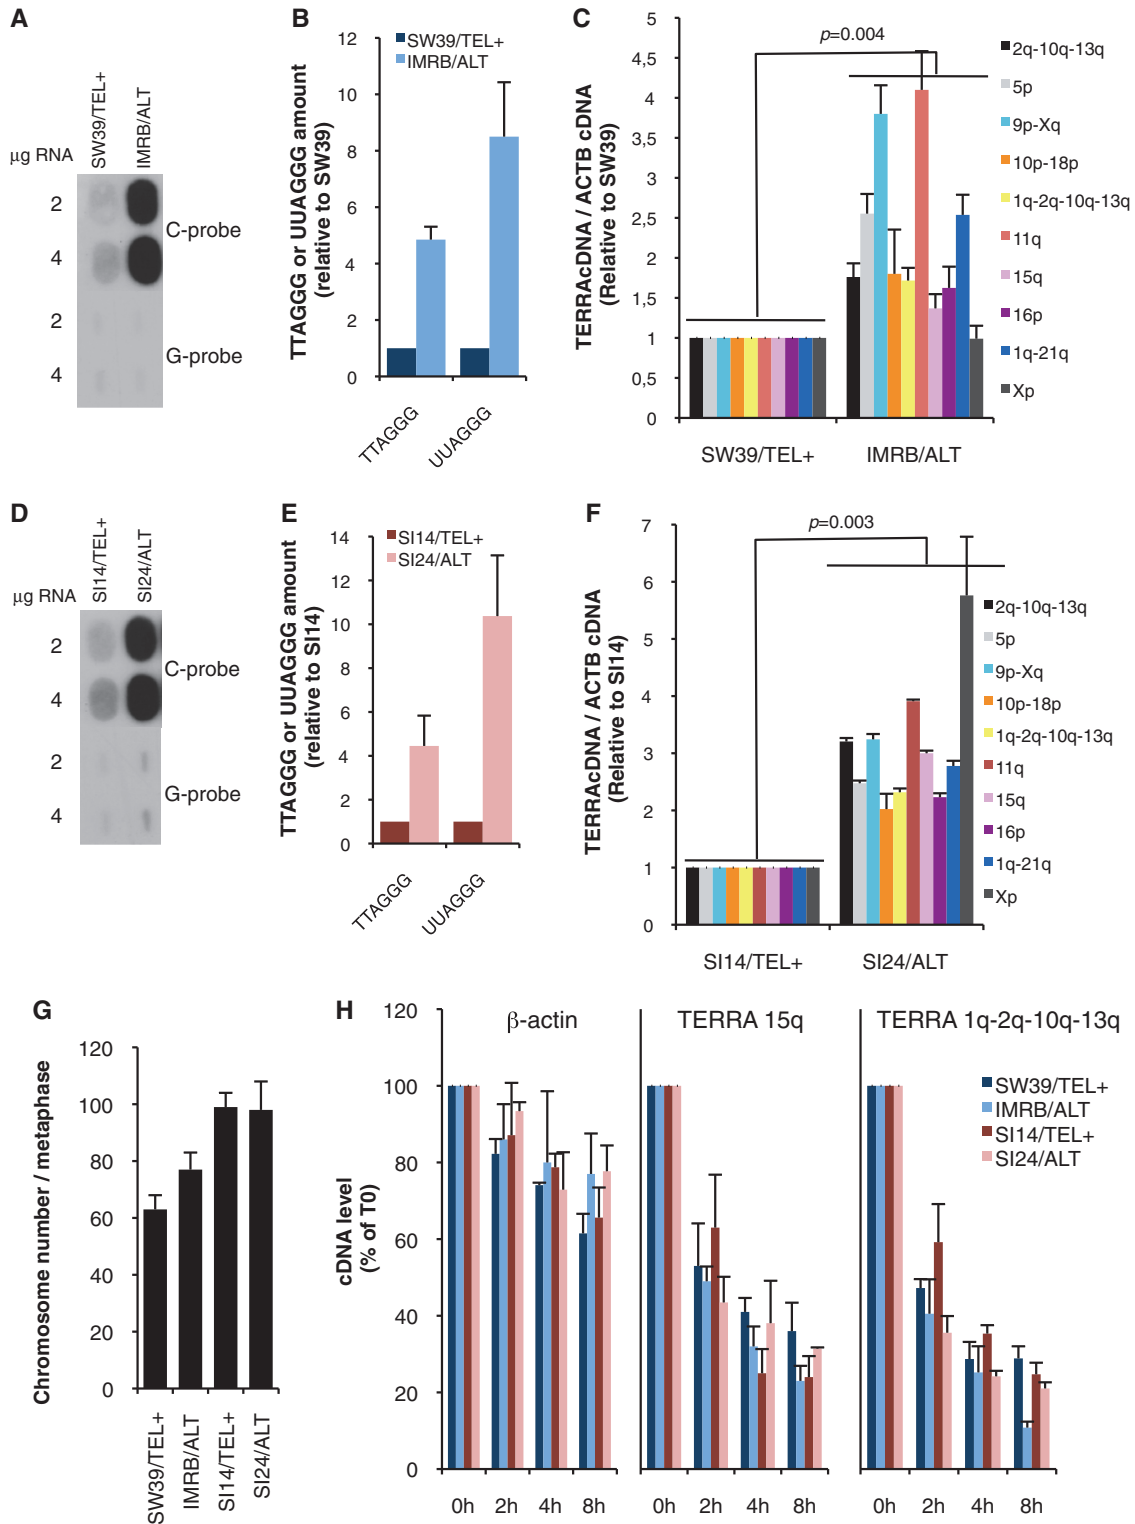 A
SW39/TEL+
IMRB/ALT
μg RNA
2
4
2
4
C-probe
G-probe
B
TTAGGG or UUAGGG amount
(relative to SW39)
12
10
8
6
4
2
0
SW39/TEL+
IMRB/ALT
TTAGGG
UUAGGG
C
TERRAcDNA / ACTB cDNA
(Relative to SW39)
5
4,5
4
3,5
3
2,5
2
1,5
1
0,5
0
p=0.004
SW39/TEL+
IMRB/ALT
2q-10q-13q
5p
9p-Xq
10p-18p
1q-2q-10q-13q
11q
15q
16p
1q-21q
Xp
D
SI14/TEL+
SI24/ALT
μg RNA
2
4
2
4
C-probe
G-probe
E
TTAGGG or UUAGGG amount
(relative to SI14)
14
12
10
8
6
4
2
0
SI14/TEL+
SI24/ALT
TTAGGG
UUAGGG
F
TERRAcDNA / ACTB cDNA
(Relative to SI14)
7
6
5
4
3
2
1
0
p=0.003
SI14/TEL+
SI24/ALT
2q-10q-13q
5p
9p-Xq
10p-18p
1q-2q-10q-13q
11q
15q
16p
1q-21q
Xp
G
Chromosome number / metaphase
120
100
80
60
40
20
0
SW39/TEL+
IMRB/ALT
SI14/TEL+
SI24/ALT
H
cDNA level
(% of T0)
120
100
80
60
40
20
0
β-actin
TERRA 15q
TERRA 1q-2q-10q-13q
SW39/TEL+
IMRB/ALT
SI14/TEL+
SI24/ALT
0h 2h 4h 8h
0h 2h 4h 8h
0h 2h 4h 8h